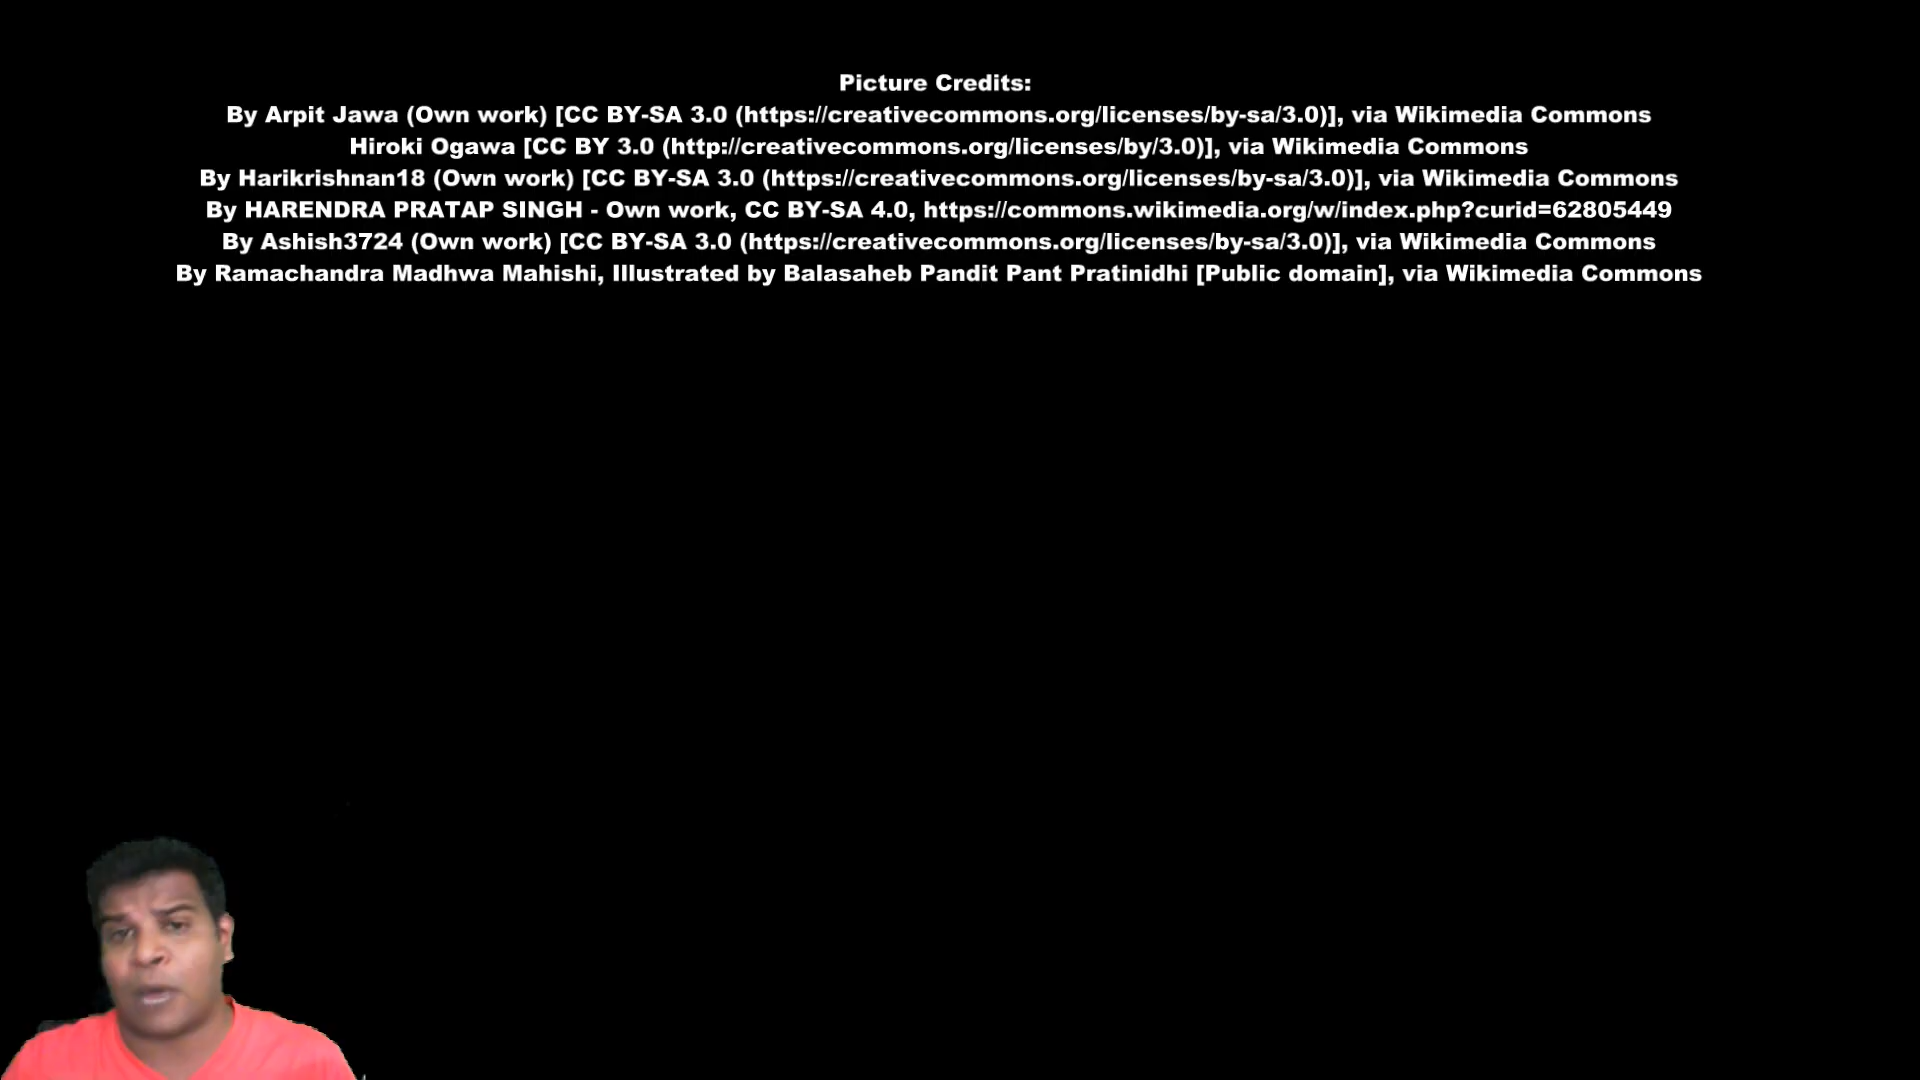 Picture Credits:
By Arpit Jawa (Own work) [CC BY-SA 3.0 (https://creativecommons.org/licenses/by-sa/3.0)], via Wikimedia Commons
Hiroki Ogawa [CC BY 3.0 (http://creativecommons.org/licenses/by/3.0)], via Wikimedia Commons
By Harikrishnan18 (Own work) [CC BY-SA 3.0 (https://creativecommons.org/licenses/by-sa/3.0)], via Wikimedia Commons
By HARENDRA PRATAP SINGH - Own work, CC BY-SA 4.0, https://commons.wikimedia.org/w/index.php?curid=62805449
By Ashish3724 (Own work) [CC BY-SA 3.0 (https://creativecommons.org/licenses/by-sa/3.0)], via Wikimedia Commons
By Ramachandra Madhwa Mahishi, Illustrated by Balasaheb Pandit Pant Pratinidhi [Public domain], via Wikimedia Commons